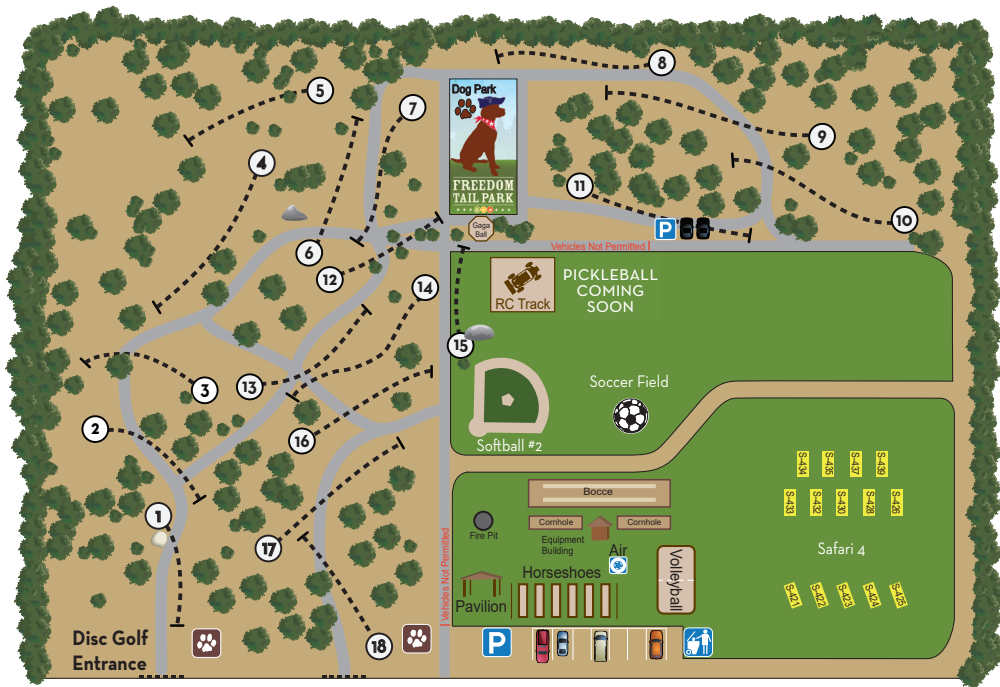 8
Dog Park
5
7
9
4
FREEDOM
TAIL PARK
11
P
10
Gaga
Ball
6
Vehicles Not Permitted
12
PICKLEBALL
COMING
SOON
14
RC Track
15
3
13
Soccer Field
2
16
Softball #2
S-434
S-435
S-437
S-439
Bocce
S-433
S-432
S-430
S-428
S-426
1
Cornhole
Cornhole
Fire Pit
Equipment
Building
17
Air
Safari 4
Vehicles Not Permitted
Horseshoes
Volleyball
Pavilion
S-421
S-422
S-423
S-424
S-425
Disc Golf
Entrance
18
P